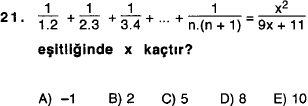 21. 1/1.2 + 1/2.3 + 1/3.4 + ... + 1/n.(n + 1) = x²/9x + 11
eşitliğinde x kaçtır?
A) –1 B) 2 C) 5 D) 8 E) 10